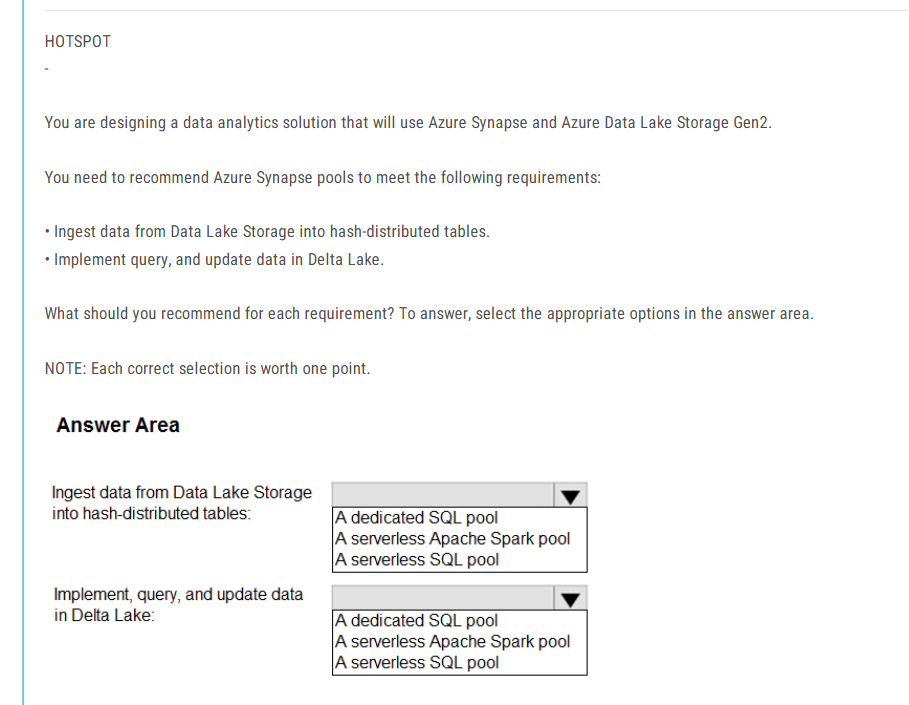 HOTSPOT
-
You are designing a data analytics solution that will use Azure Synapse and Azure Data Lake Storage Gen2.
You need to recommend Azure Synapse pools to meet the following requirements:
• Ingest data from Data Lake Storage into hash-distributed tables.
• Implement query, and update data in Delta Lake.
What should you recommend for each requirement? To answer, select the appropriate options in the answer area.
NOTE: Each correct selection is worth one point.
Answer Area
Ingest data from Data Lake Storage
into hash-distributed tables:
A dedicated SQL pool
A serverless Apache Spark pool
A serverless SQL pool
Implement, query, and update data
in Delta Lake:
A dedicated SQL pool
A serverless Apache Spark pool
A serverless SQL pool